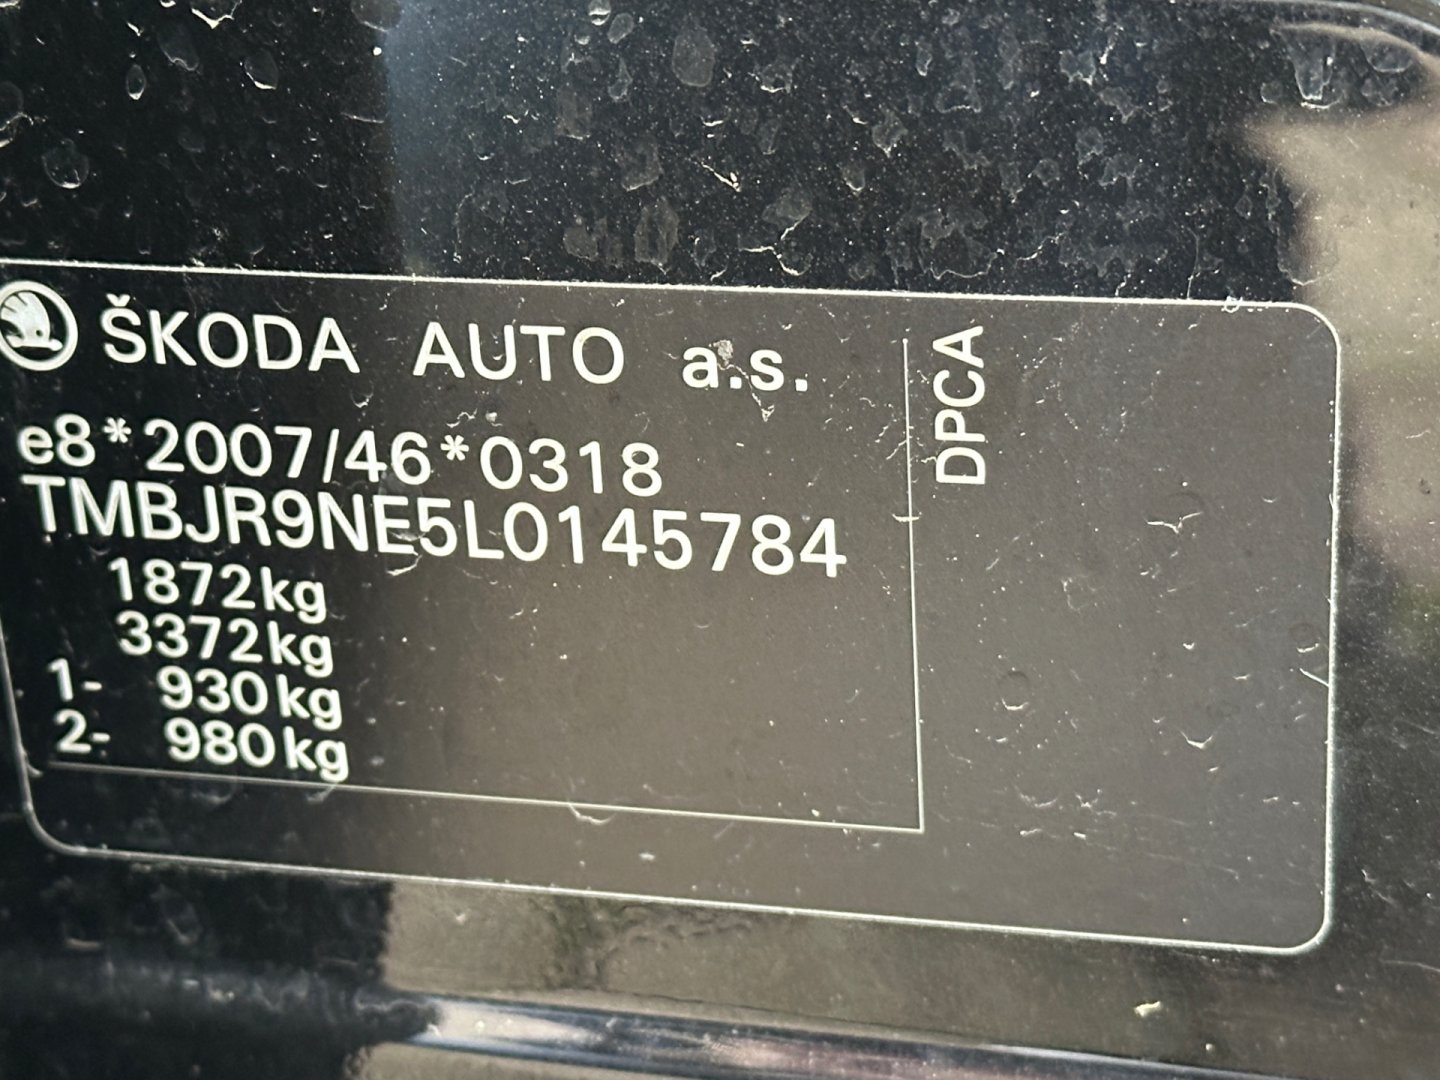 ŠKODA AUTO a.s.
e8*2007/46*0318
TMBJR9NE5L0145784
1872kg
3372kg
1- 930kg
2- 980kg
DPCA